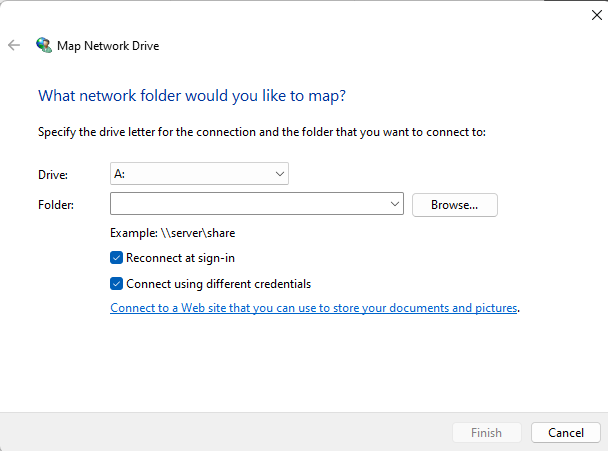 Map Network Drive
What network folder would you like to map?
Specify the drive letter for the connection and the folder that you want to connect to:
Drive: A:
Folder: Browse...
Example: \\server\share
Reconnect at sign-in
Connect using different credentials
Connect to a Web site that you can use to store your documents and pictures.
Finish Cancel